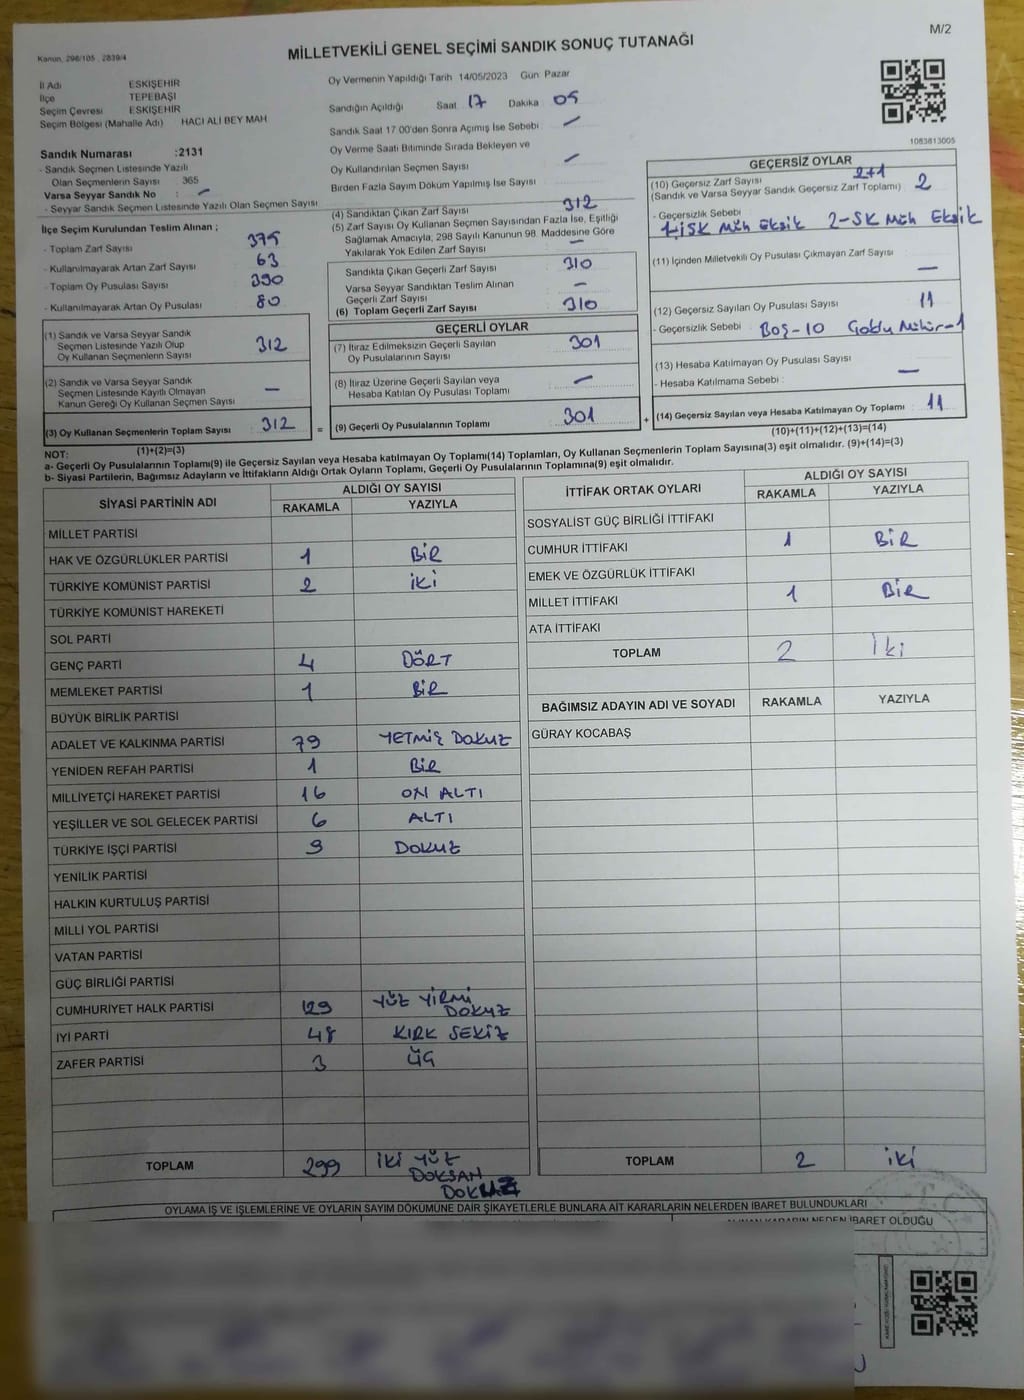 M/2
Kanun, 298/105 , 2839/4
MİLLETVEKİLİ GENEL SEÇİMİ SANDIK SONUÇ TUTANAĞI
İl Adı ESKİŞEHİR
İlçe TEPEBAŞI
Seçim Çevresi ESKİŞEHİR
Seçim Bölgesi (Mahalle Adı) HACI ALİ BEY MAH
Sandık Numarası :2131
- Sandık Seçmen Listesinde Yazılı
Olan Seçmenlerin Sayısı : 365
Varsa Seyyar Sandık No : –
- Seyyar Sandık Seçmen Listesinde Yazılı Olan Seçmen Sayısı
İlçe Seçim Kurulundan Teslim Alınan ;
- Toplam Zarf Sayısı 375
- Kullanılmayarak Artan Zarf Sayısı 63
- Toplam Oy Pusulası Sayısı 390
- Kullanılmayarak Artan Oy Pusulası 80
(1) Sandık ve Varsa Seyyar Sandık
Seçmen Listesinde Yazılı Olup
Oy Kullanan Seçmenlerin Sayısı 312
(2) Sandık ve Varsa Seyyar Sandık
Seçmen Listesinde Kayıtlı Olmayan
Kanun Gereği Oy Kullanan Seçmen Sayısı –
(3) Oy Kullanan Seçmenlerin Toplam Sayısı 312
(1)+(2)=(3)
Oy Vermenin Yapıldığı Tarih 14/05/2023 Gün Pazar
Sandığın Açıldığı Saat 17 Dakika 05
Sandık Saat 17 00'den Sonra Açımış İse Sebebi –
Oy Verme Saati Bitiminde Sırada Bekleyen ve
Oy Kullandırılan Seçmen Sayısı –
Birden Fazla Sayım Döküm Yapılmış İse Sayısı
(4) Sandıktan Çıkan Zarf Sayısı 312
(5) Zarf Sayısı Oy Kullanan Seçmen Sayısından Fazla İse, Eşitliği
Sağlamak Amacıyla, 298 Sayılı Kanunun 98. Maddesine Göre
Yakılarak Yok Edilen Zarf Sayısı –
Sandıkta Çıkan Geçerli Zarf Sayısı 310
Varsa Seyyar Sandıktan Teslim Alınan
Geçerli Zarf Sayısı –
(6) Toplam Geçerli Zarf Sayısı 310
GEÇERLİ OYLAR
(7) İtiraz Edilmeksizin Geçerli Sayılan
Oy Pusulalarının Sayısı 301
(8) İtiraz Üzerine Geçerli Sayılan veya
Hesaba Katılan Oy Pusulası Toplamı –
= (9) Geçerli Oy Pusulalarının Toplamı 301 +
1083613005
GEÇERSİZ OYLAR
2+1
(10) Geçersiz Zarf Sayısı
(Sandık ve Varsa Seyyar Sandık Geçersiz Zarf Toplamı) 2
- Geçersizlik Sebebi
1-İSK Müh Eksik 2-SK Müh Eksik
(11) İçinden Milletvekili Oy Pusulası Çıkmayan Zarf Sayısı
–
(12) Geçersiz Sayılan Oy Pusulası Sayısı 11
- Geçersizlik Sebebi Boş-10 Mühür-1
(13) Hesaba Katılmayan Oy Pusulası Sayısı
- Hesaba Katılmama Sebebi : –
(14) Geçersiz Sayılan veya Hesaba Katılmayan Oy Toplamı 11
(10)+(11)+(12)+(13)=(14)
NOT:
a- Geçerli Oy Pusulalarının Toplamı(9) ile Geçersiz Sayılan veya Hesaba katılmayan Oy Toplamı(14) Toplamları, Oy Kullanan Seçmenlerin Toplam Sayısına(3) eşit olmalıdır. (9)+(14)=(3)
b- Siyasi Partilerin, Bağımsız Adayların ve İttifakların Aldığı Ortak Oyların Toplamı, Geçerli Oy Pusulalarının Toplamına(9) eşit olmalıdır.
SİYASİ PARTİNİN ADI ALDIĞI OY SAYISI
RAKAMLA YAZIYLA
MİLLET PARTİSİ
HAK VE ÖZGÜRLÜKLER PARTİSİ 1 BİR
TÜRKİYE KOMÜNİST PARTİSİ 2 İKİ
TÜRKİYE KOMÜNİST HAREKETİ
SOL PARTİ
GENÇ PARTİ 4 DÖRT
MEMLEKET PARTİSİ 1 BİR
BÜYÜK BİRLİK PARTİSİ
ADALET VE KALKINMA PARTİSİ 79 YETMİŞ DOKUZ
YENİDEN REFAH PARTİSİ 1 BİR
MİLLİYETÇİ HAREKET PARTİSİ 16 ON ALTI
YEŞİLLER VE SOL GELECEK PARTİSİ 6 ALTI
TÜRKİYE İŞÇİ PARTİSİ 9 DOKUZ
YENİLİK PARTİSİ
HALKIN KURTULUŞ PARTİSİ
MİLLİ YOL PARTİSİ
VATAN PARTİSİ
GÜÇ BİRLİĞİ PARTİSİ
CUMHURİYET HALK PARTİSİ 129 YÜZ YİRMİ
DOKUZ
İYİ PARTİ 48 KIRK SEKİZ
ZAFER PARTİSİ 3 ÜÇ
TOPLAM 299 İKİ YÜZ
DOKSAN
DOKUZ
İTTİFAK ORTAK OYLARI ALDIĞI OY SAYISI
RAKAMLA YAZIYLA
SOSYALİST GÜÇ BİRLİĞİ İTTİFAKI
CUMHUR İTTİFAKI 1 BİR
EMEK VE ÖZGÜRLÜK İTTİFAKI
MİLLET İTTİFAKI 1 BİR
ATA İTTİFAKI
TOPLAM 2 İki
BAĞIMSIZ ADAYIN ADI VE SOYADI RAKAMLA YAZIYLA
GÜRAY KOCABAŞ
TOPLAM 2 İKİ
OYLAMA İŞ VE İŞLEMLERİNE VE OYLARIN SAYIM DÖKÜMÜNE DAİR ŞİKAYETLERLE BUNLARA AİT KARARLARIN NELERDEN İBARET BULUNDUKLARI
KARARIN NEDEN İBARET OLDUĞU
T.C.